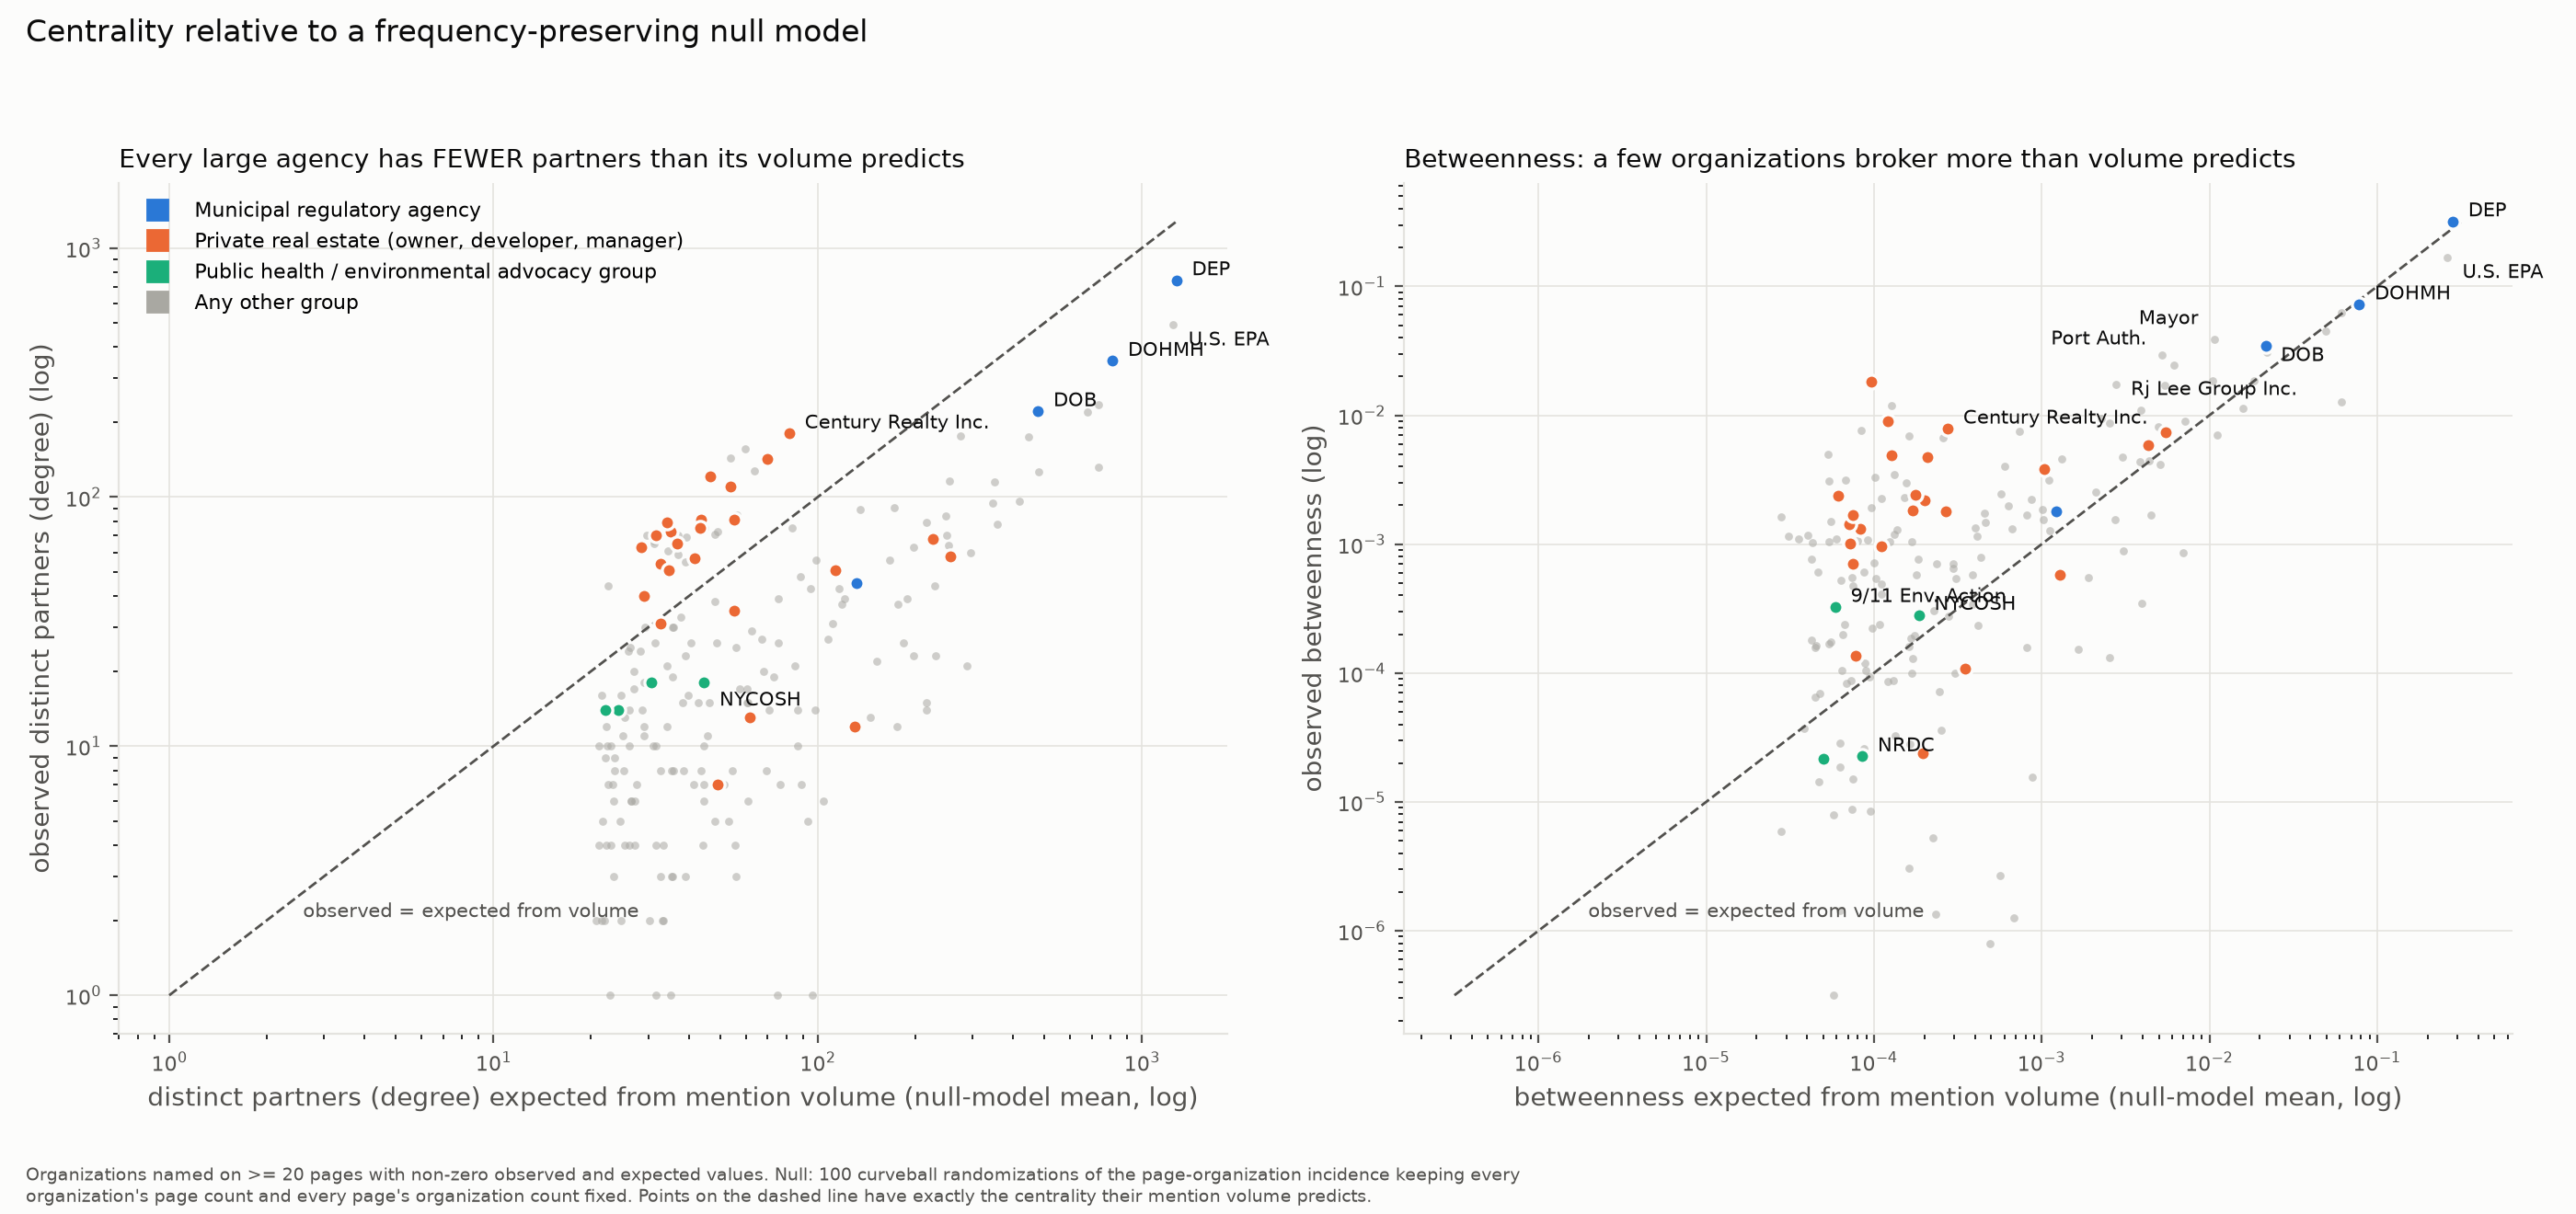 Centrality relative to a frequency-preserving null model
Every large agency has FEWER partners than its volume predicts
Municipal regulatory agency
Private real estate (owner, developer, manager)
Public health / environmental advocacy group
Any other group
10³
10²
10¹
10⁰
observed distinct partners (degree) (log)
DEP
U.S. EPA
DOHMH
DOB
Century Realty Inc.
NYCOSH
observed = expected from volume
10⁰
10¹
10²
10³
distinct partners (degree) expected from mention volume (null-model mean, log)
Betweenness: a few organizations broker more than volume predicts
10⁻¹
10⁻²
10⁻³
10⁻⁴
10⁻⁵
10⁻⁶
observed betweenness (log)
DEP
U.S. EPA
DOHMH
Mayor
Port Auth.
DOB
Rj Lee Group Inc.
Century Realty Inc.
9/11 Env. Action
NYCOSH
NRDC
observed = expected from volume
10⁻⁶
10⁻⁵
10⁻⁴
10⁻³
10⁻²
10⁻¹
betweenness expected from mention volume (null-model mean, log)
Organizations named on >= 20 pages with non-zero observed and expected values. Null: 100 curveball randomizations of the page-organization incidence keeping every
organization's page count and every page's organization count fixed. Points on the dashed line have exactly the centrality their mention volume predicts.